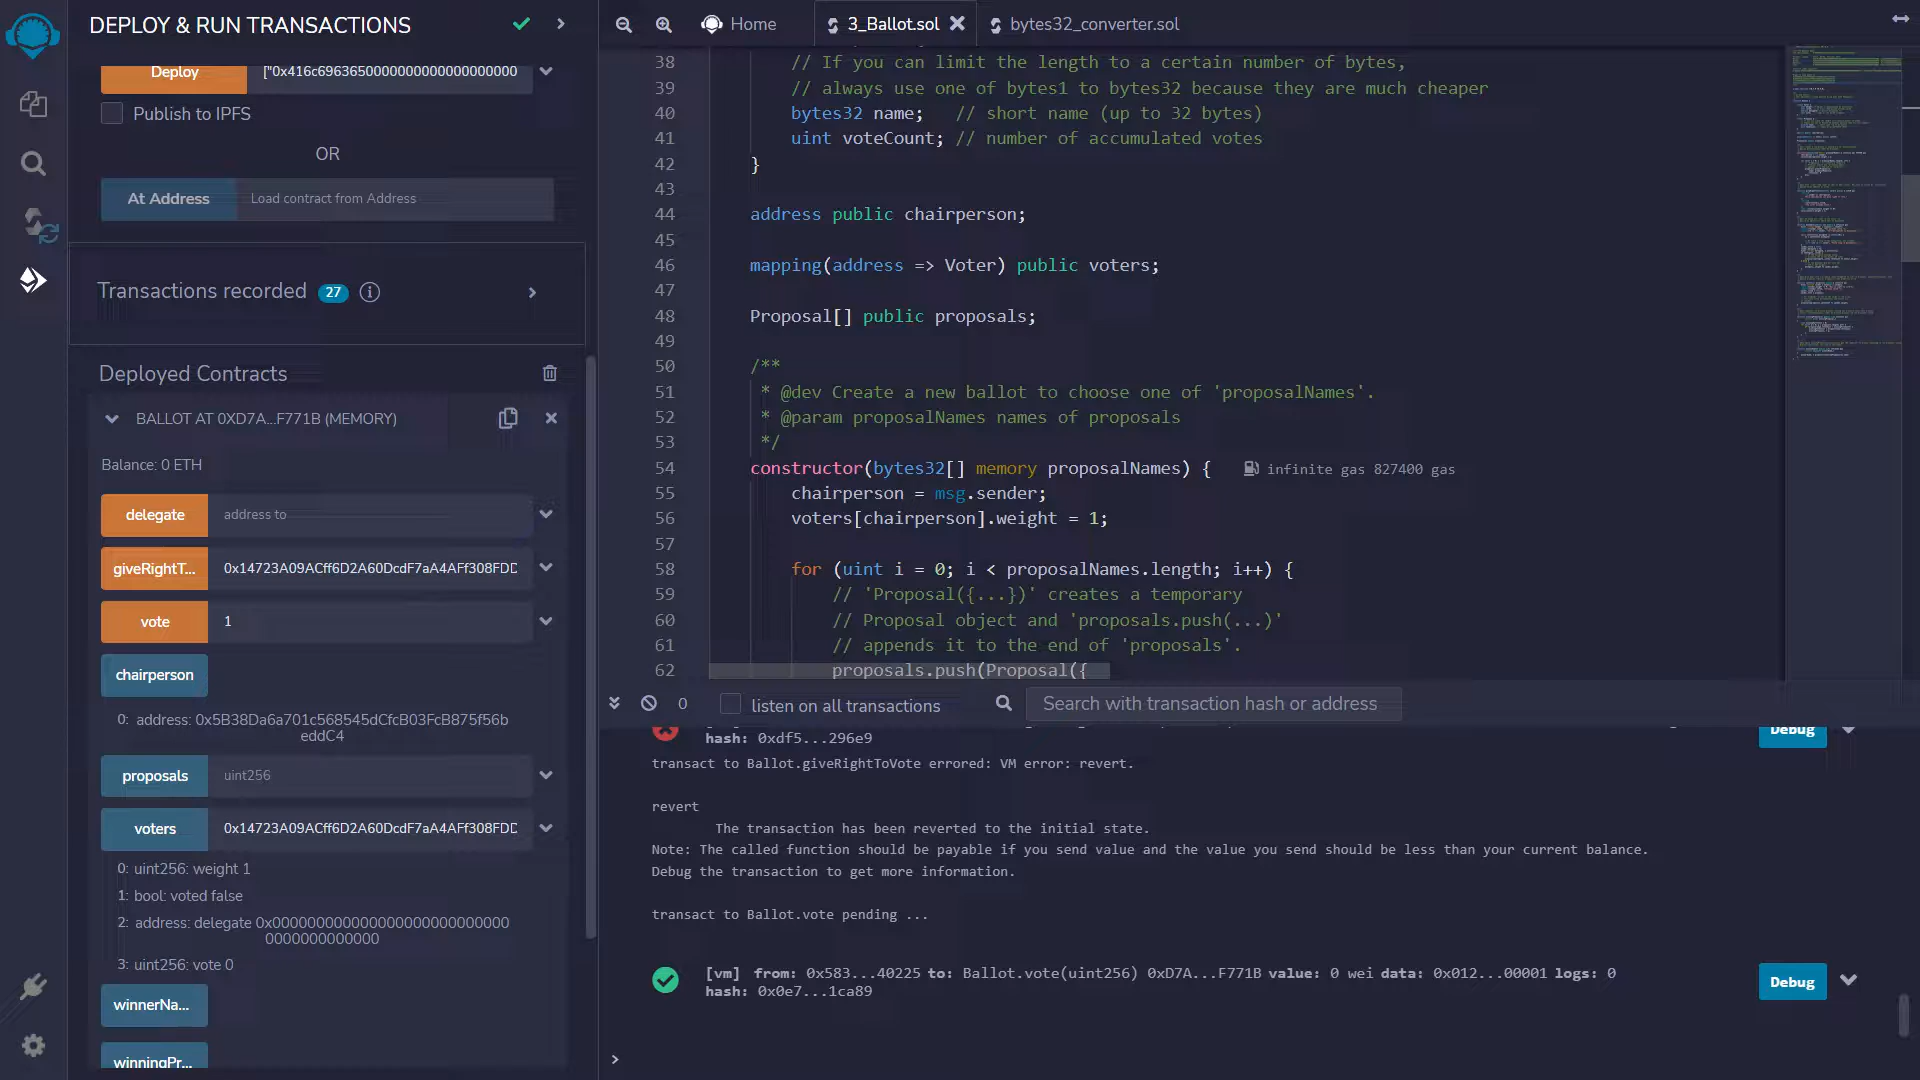 DEPLOY & RUN TRANSACTIONS
Deploy ["0x416c696365000000000000000000
Publish to IPFS
OR
At Address Load contract from Address
Transactions recorded 27
Deployed Contracts
BALLOT AT 0XD7A...F771B (MEMORY)
Balance: 0 ETH
delegate address to
giveRightT... 0x14723A09ACff6D2A60DcdF7aA4AFf308FDD
vote 1
chairperson
0: address: 0x5B38Da6a701c568545dCfcB03FcB875f56b
eddC4
proposals uint256
voters 0x14723A09ACff6D2A60DcdF7aA4AFf308FDD
0: uint256: weight 1
1: bool: voted false
2: address: delegate 0x000000000000000000000000000
0000000000000
3: uint256: vote 0
winnerNa...
winningPr...
Home 3_Ballot.sol bytes32_converter.sol
38 // If you can limit the length to a certain number of bytes,
39 // always use one of bytes1 to bytes32 because they are much cheaper
40 bytes32 name; // short name (up to 32 bytes)
41 uint voteCount; // number of accumulated votes
42 }
43
44 address public chairperson;
45
46 mapping(address => Voter) public voters;
47
48 Proposal[] public proposals;
49
50 /**
51 * @dev Create a new ballot to choose one of 'proposalNames'.
52 * @param proposalNames names of proposals
53 */
54 constructor(bytes32[] memory proposalNames) { infinite gas 827400 gas
55 chairperson = msg.sender;
56 voters[chairperson].weight = 1;
57
58 for (uint i = 0; i < proposalNames.length; i++) {
59 // 'Proposal({...})' creates a temporary
60 // Proposal object and 'proposals.push(...)'
61 // appends it to the end of 'proposals'.
62 proposals.push(Proposal({
0 listen on all transactions Search with transaction hash or address
hash: 0xdf5...296e9 Debug
transact to Ballot.giveRightToVote errored: VM error: revert.
revert
The transaction has been reverted to the initial state.
Note: The called function should be payable if you send value and the value you send should be less than your current balance.
Debug the transaction to get more information.
transact to Ballot.vote pending ...
[vm] from: 0x583...40225 to: Ballot.vote(uint256) 0xD7A...F771B value: 0 wei data: 0x012...00001 logs: 0
hash: 0x0e7...1ca89 Debug
>